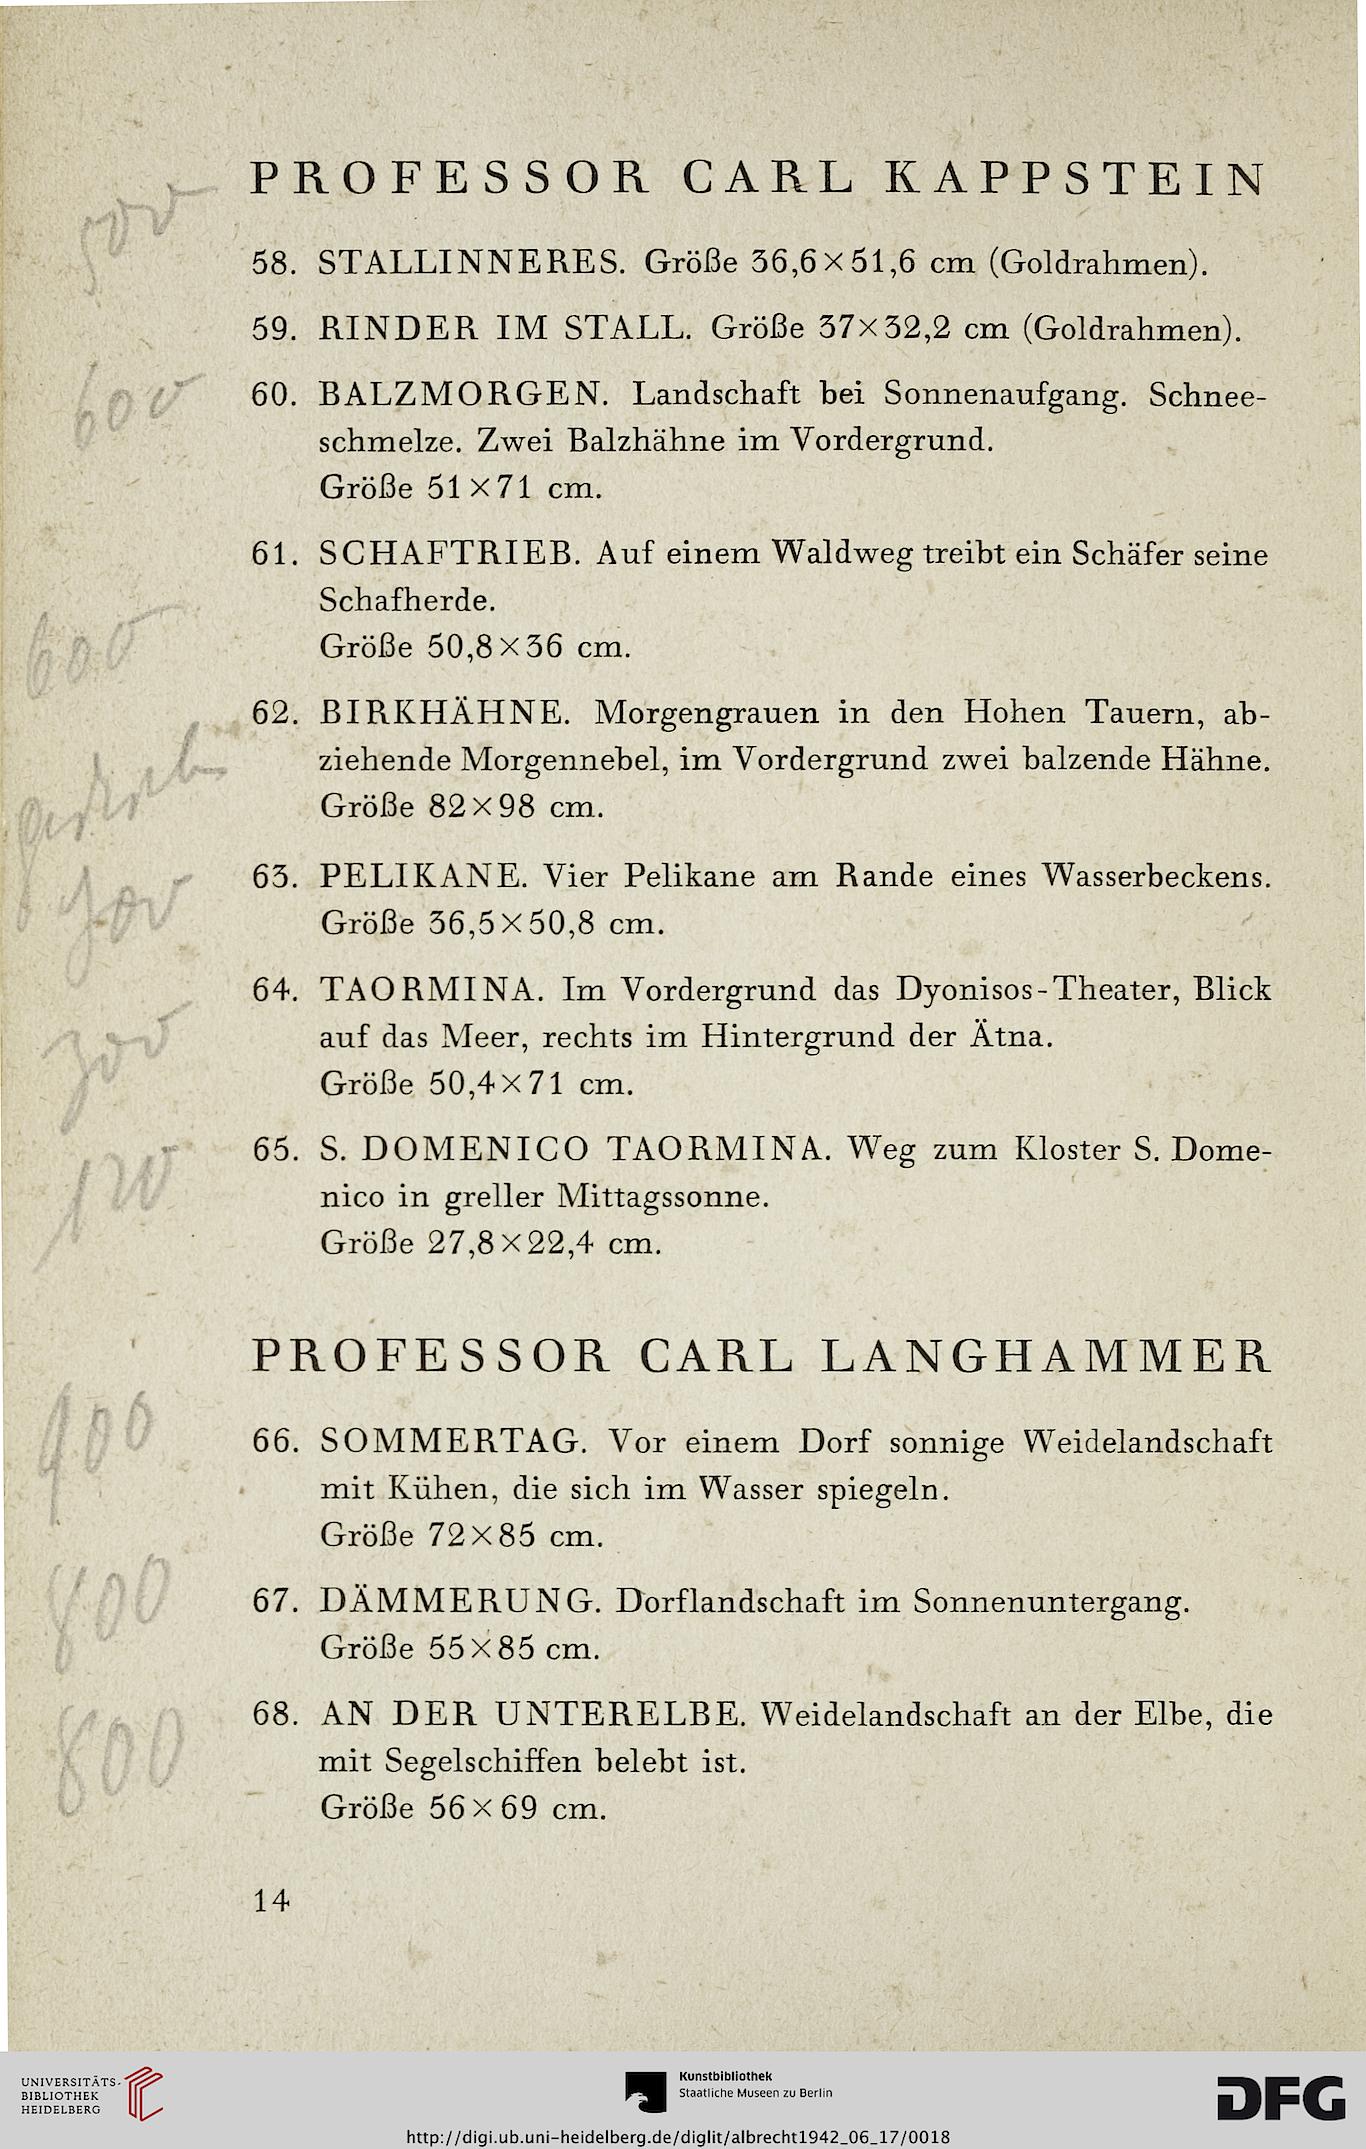 PROFESSOR CARL KAPPSTEIN
500
58. STALLINNERES. Größe 36,6×51,6 cm (Goldrahmen).
59. RINDER IM STALL. Größe 37×32,2 cm (Goldrahmen).
600
60. BALZMORGEN. Landschaft bei Sonnenaufgang. Schnee-
schmelze. Zwei Balzhähne im Vordergrund.
Größe 51×71 cm.
61. SCHAFTRIEB. Auf einem Waldweg treibt ein Schäfer seine
Schafherde.
600
Größe 50,8×36 cm.
62. BIRKHÄHNE. Morgengrauen in den Hohen Tauern, ab-
ziehende Morgennebel, im Vordergrund zwei balzende Hähne.
Größe 82×98 cm.
63. PELIKANE. Vier Pelikane am Rande eines Wasserbeckens.
Größe 36,5×50,8 cm.
64. TAORMINA. Im Vordergrund das Dyonisos-Theater, Blick
auf das Meer, rechts im Hintergrund der Ätna.
300
Größe 50,4×71 cm.
65. S. DOMENICO TAORMINA. Weg zum Kloster S. Dome-
120
nico in greller Mittagssonne.
Größe 27,8×22,4 cm.
PROFESSOR CARL LANGHAMMER
900
66. SOMMERTAG. Vor einem Dorf sonnige Weidelandschaft
mit Kühen, die sich im Wasser spiegeln.
Größe 72×85 cm.
800
67. DÄMMERUNG. Dorflandschaft im Sonnenuntergang.
Größe 55×85 cm.
68. AN DER UNTERELBE. Weidelandschaft an der Elbe, die
800
mit Segelschiffen belebt ist.
Größe 56×69 cm.
14
UNIVERSITÄTS-
BIBLIOTHEK
HEIDELBERG
Kunstbibliothek
Staatliche Museen zu Berlin
DFG
http://digi.ub.uni-heidelberg.de/diglit/albrecht1942_06_17/0018